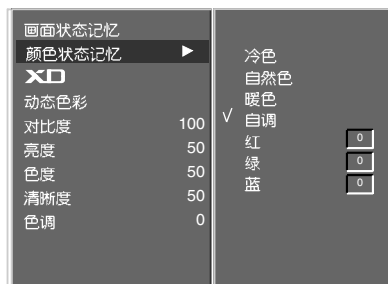 画面状态记忆
颜色状态记忆 ▶
XD
动态色彩
对比度 100
亮度 50
色度 50
清晰度 50
色调 0
冷色
自然色
暖色
√ 自调
红 0
绿 0
蓝 0